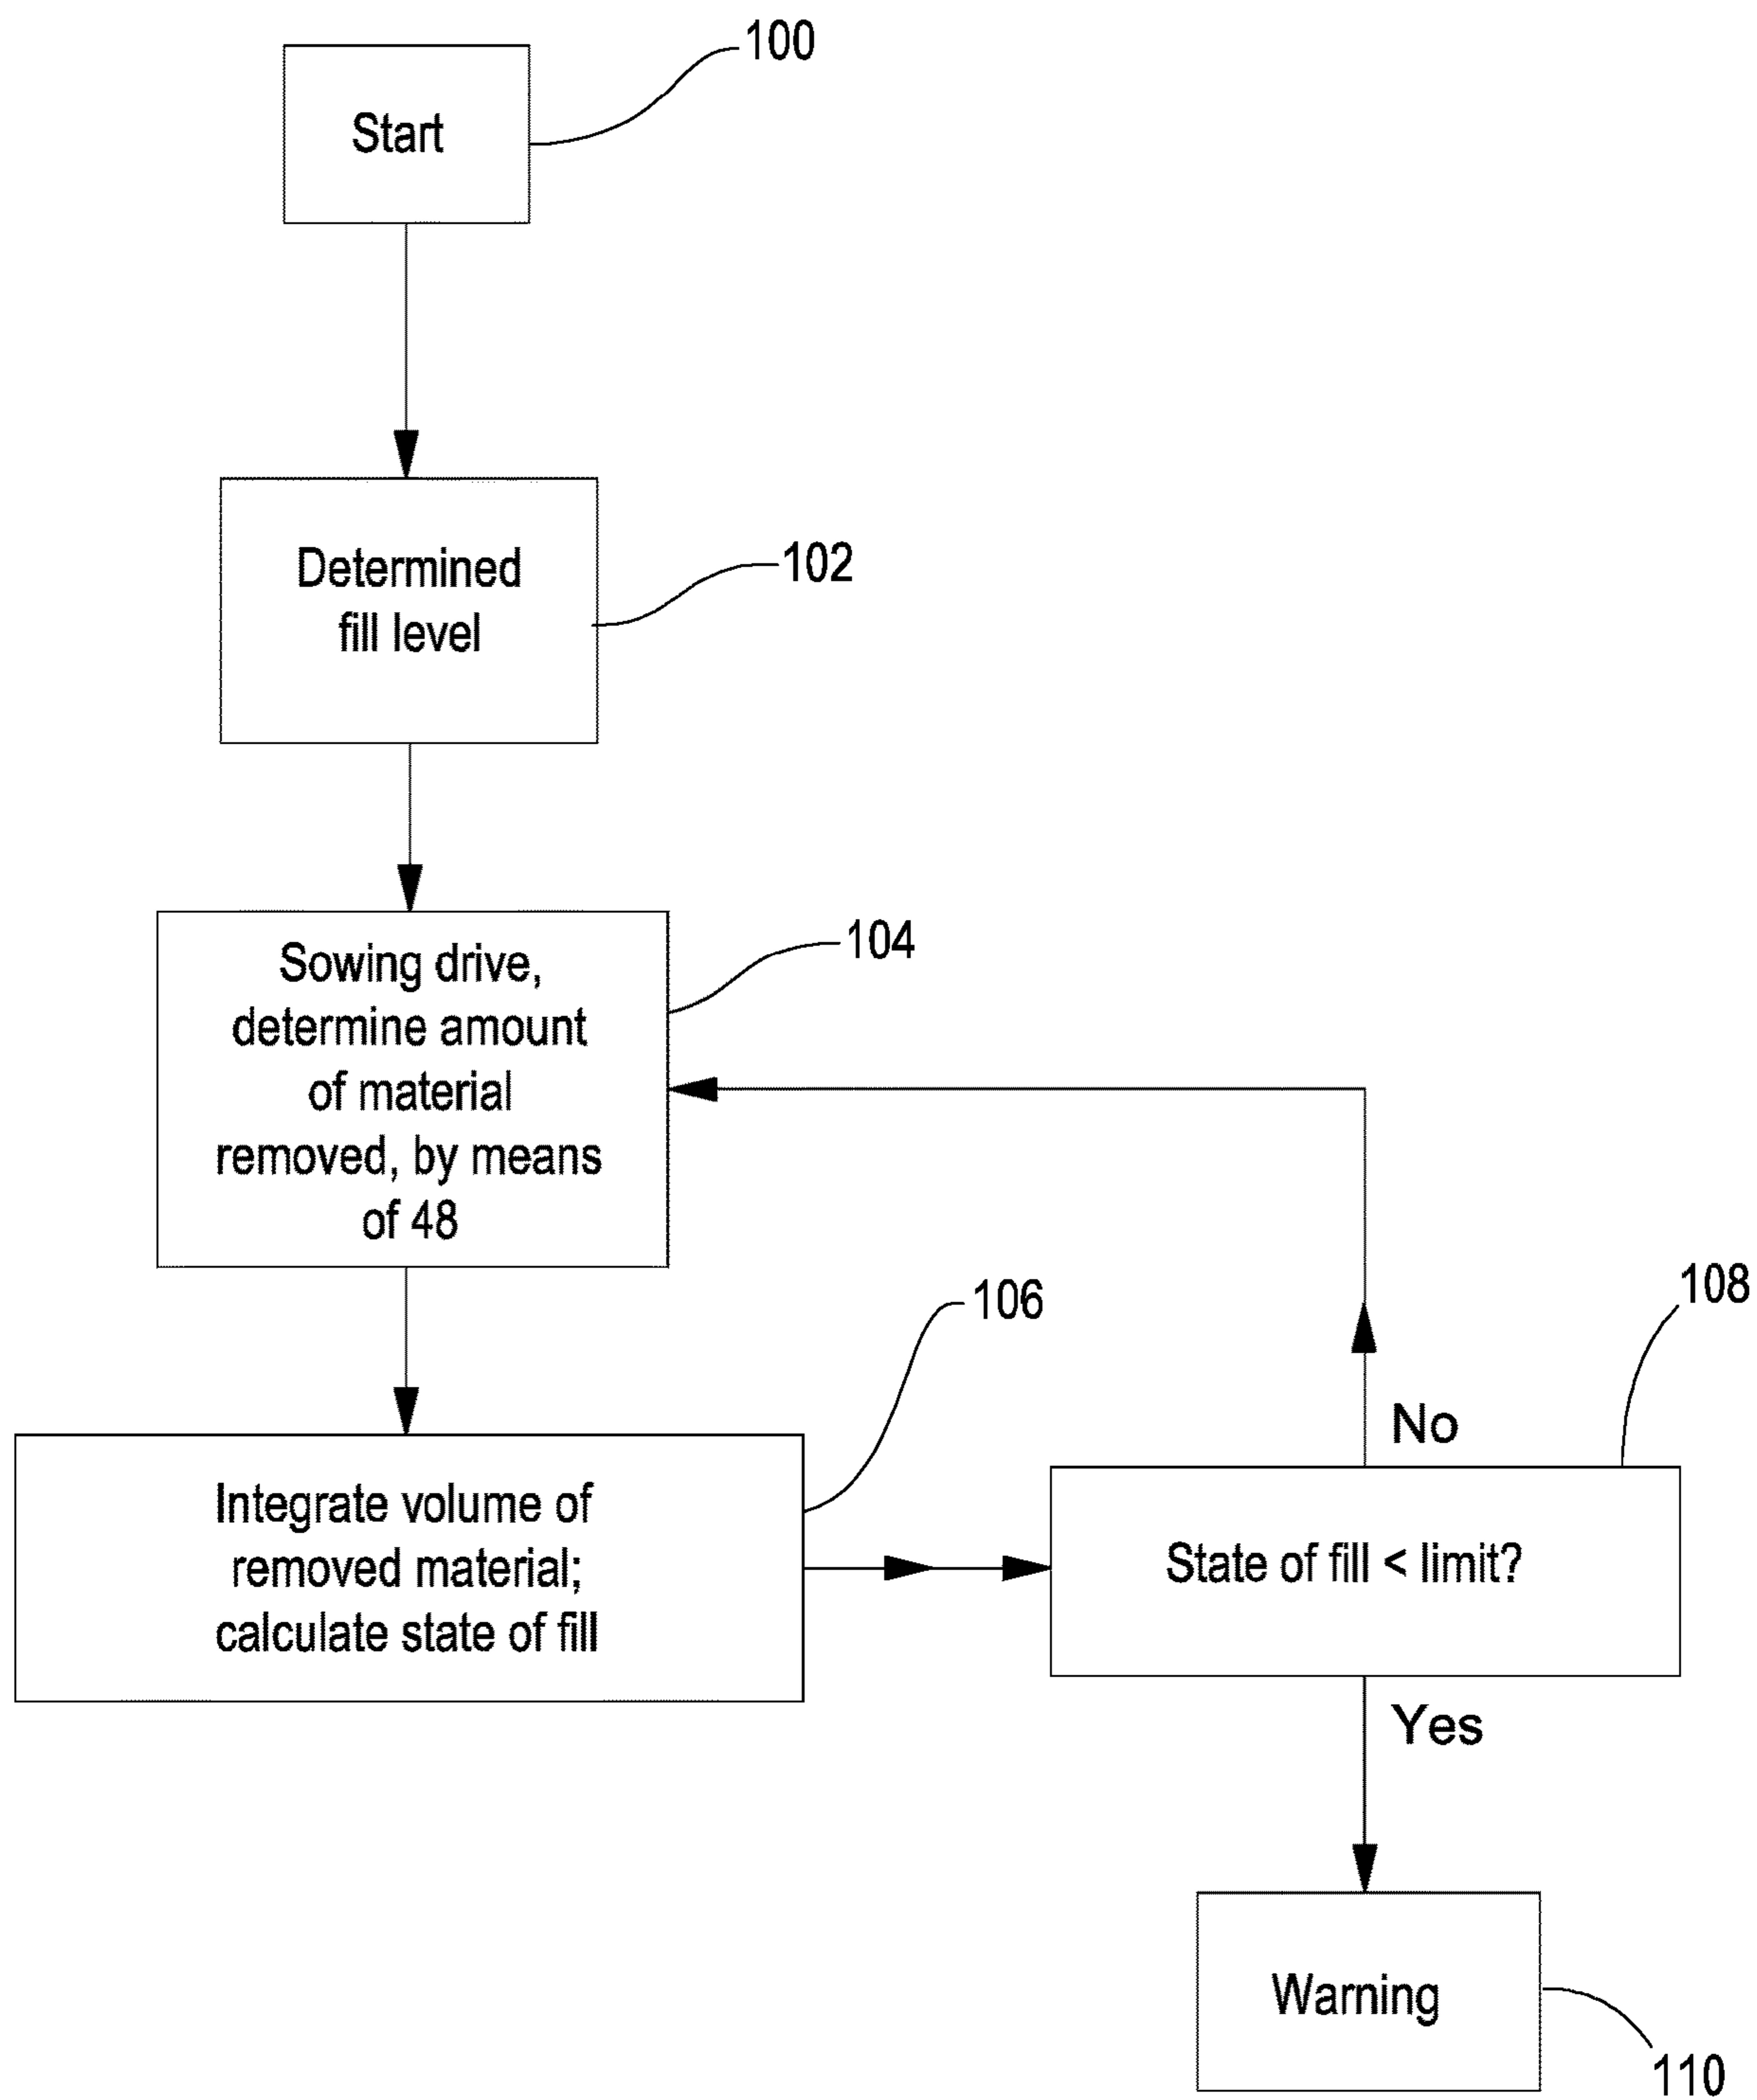 100
Start
102
Determined
fill level
104
Sowing drive,
determine amount
of material
removed, by means
of 48
106
Integrate volume of
removed material;
calculate state of fill
108
No
State of fill < limit?
Yes
Warning
110